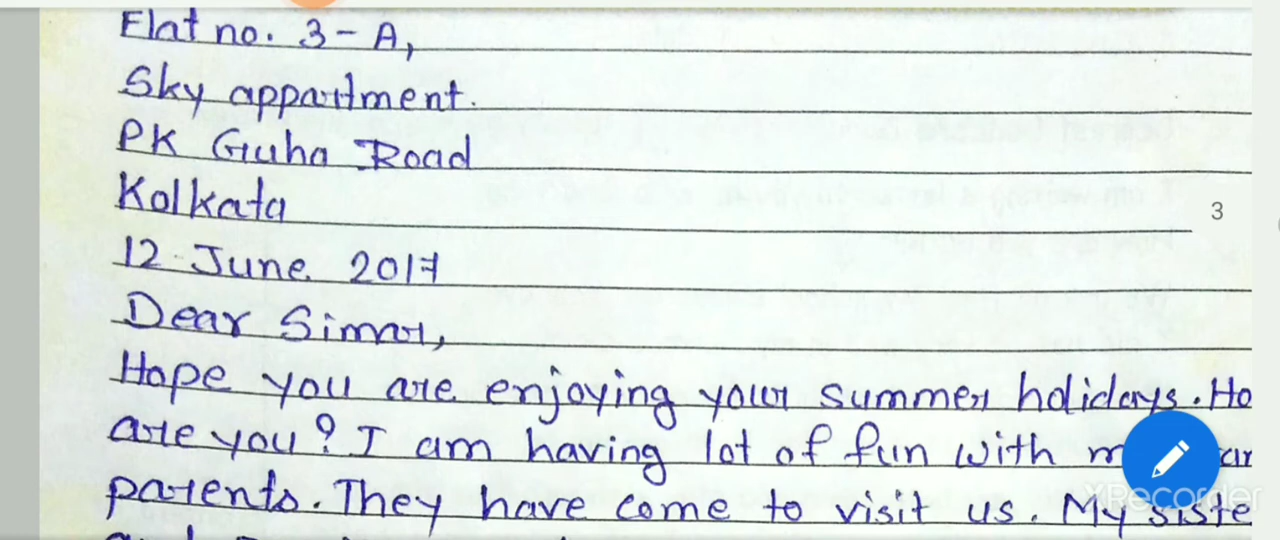 Flat no. 3-A,
Sky appartment.
PK Guha Road
Kolkata
3
12 June 2017
Dear Simar,
Hope you are enjoying your summer holidays. Ho
are you? I am having lot of fun with
parents. They have come to visit us. My siste
XRecorder